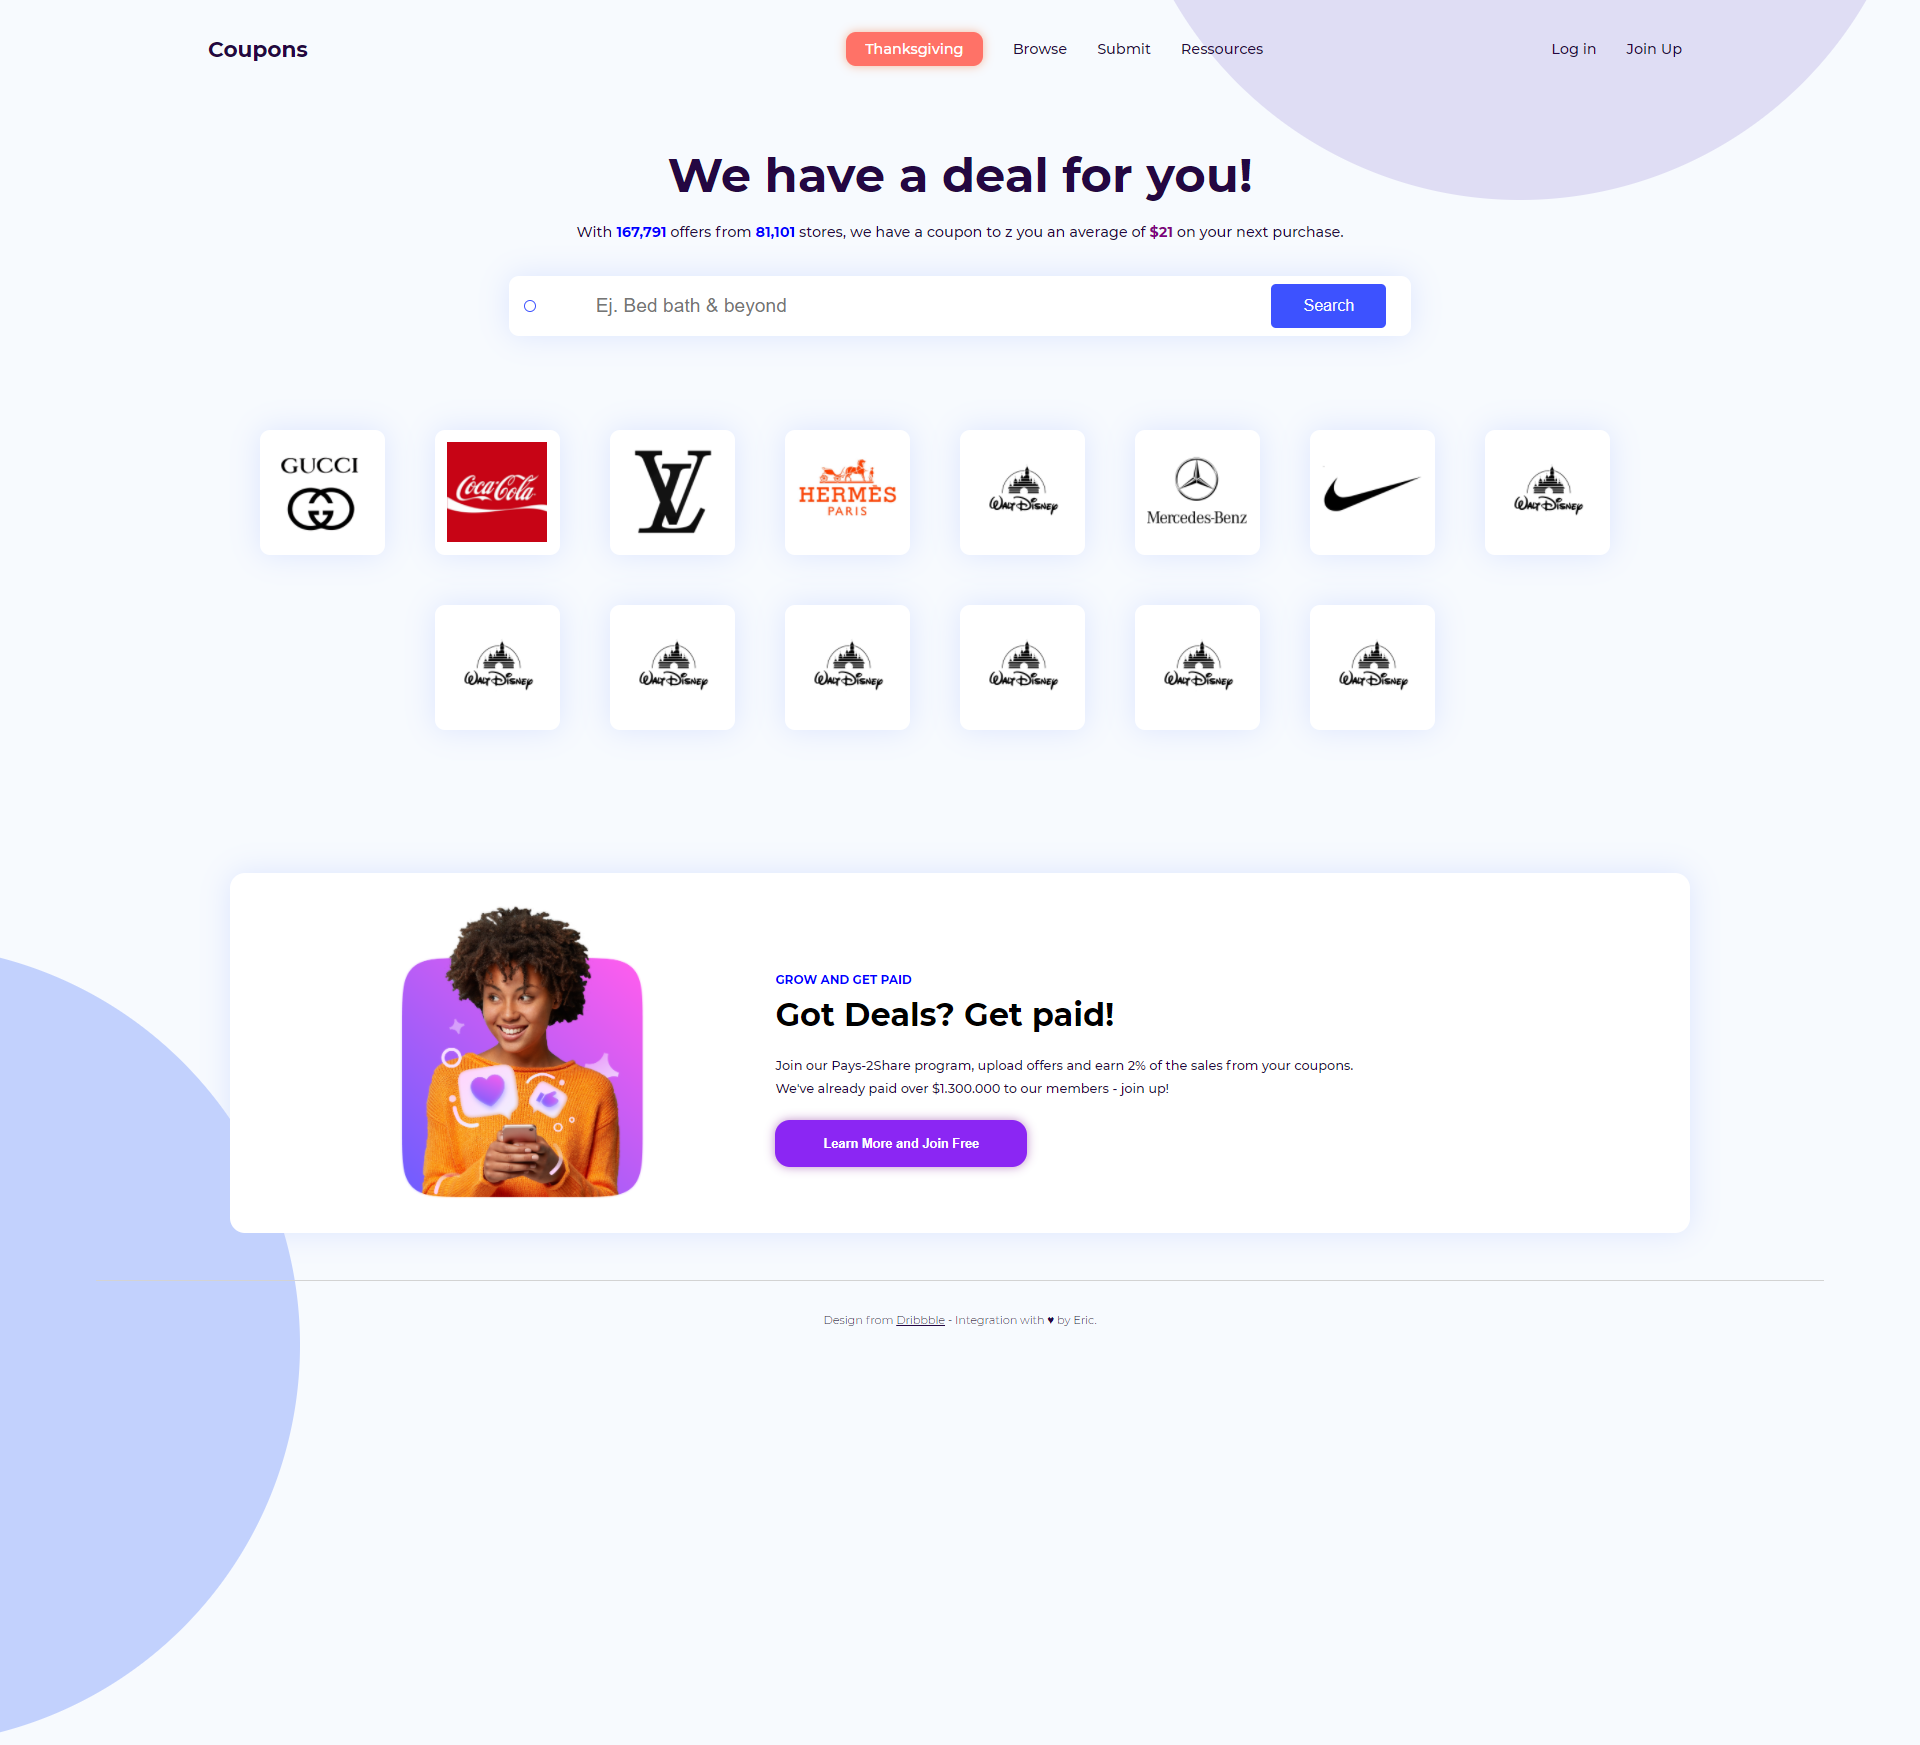 Coupons
Thanksgiving Browse Submit Ressources
Log in Join Up
We have a deal for you!
With 167,791 offers from 81,101 stores, we have a coupon to z you an average of $21 on your next purchase.
Ej. Bed bath & beyond
Search
GUCCI
Coca-Cola
LV
HERMÈS
PARIS
WALT DISNEY
Mercedes-Benz
WALT DISNEY
WALT DISNEY
WALT DISNEY
WALT DISNEY
WALT DISNEY
WALT DISNEY
WALT DISNEY
GROW AND GET PAID
Got Deals? Get paid!
Join our Pays-2Share program, upload offers and earn 2% of the sales from your coupons.
We've already paid over $1.300.000 to our members - join up!
Learn More and Join Free
Design from Dribbble - Integration with ♥ by Eric.